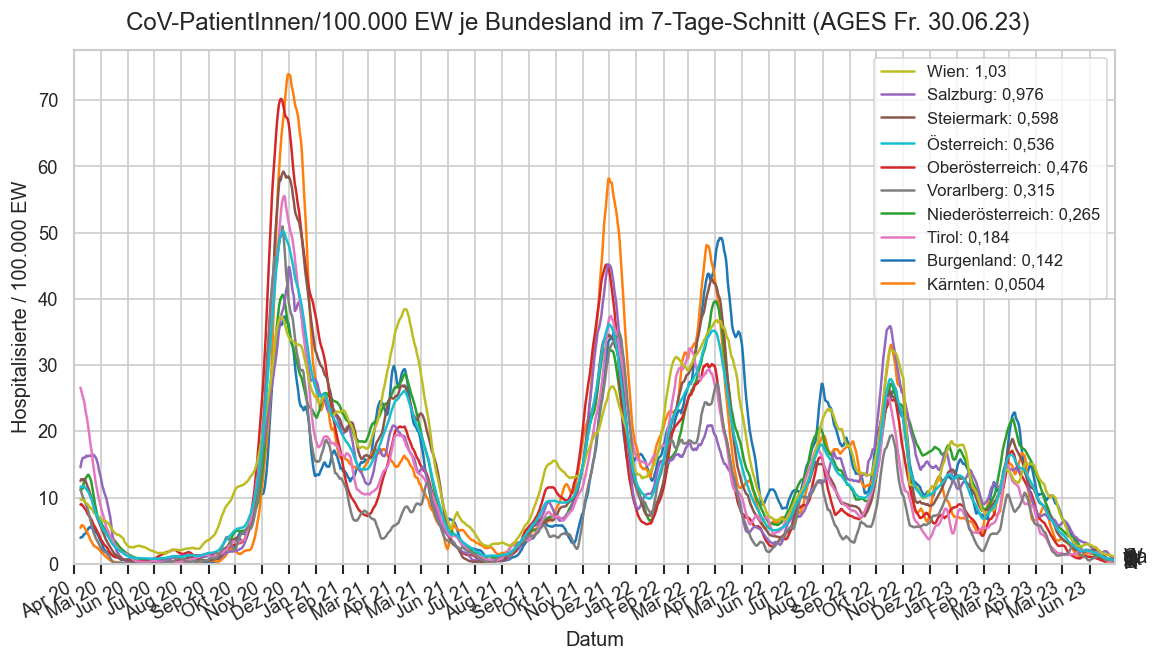 CoV-PatientInnen/100.000 EW je Bundesland im 7-Tage-Schnitt (AGES Fr. 30.06.23)
Hospitalisierte / 100.000 EW
70
60
50
40
30
20
10
0
Wien: 1,03
Salzburg: 0,976
Steiermark: 0,598
Österreich: 0,536
Oberösterreich: 0,476
Vorarlberg: 0,315
Niederösterreich: 0,265
Tirol: 0,184
Burgenland: 0,142
Kärnten: 0,0504
Apr 20
Mai 20
Jun 20
Jul 20
Aug 20
Sep 20
Okt 20
Nov 20
Dez 20
Jan 21
Feb 21
Mär 21
Apr 21
Mai 21
Jun 21
Jul 21
Aug 21
Sep 21
Okt 21
Nov 21
Dez 21
Jan 22
Feb 22
Mär 22
Apr 22
Mai 22
Jun 22
Jul 22
Aug 22
Sep 22
Okt 22
Nov 22
Dez 22
Jan 23
Feb 23
Mär 23
Apr 23
Mai 23
Jun 23
Datum